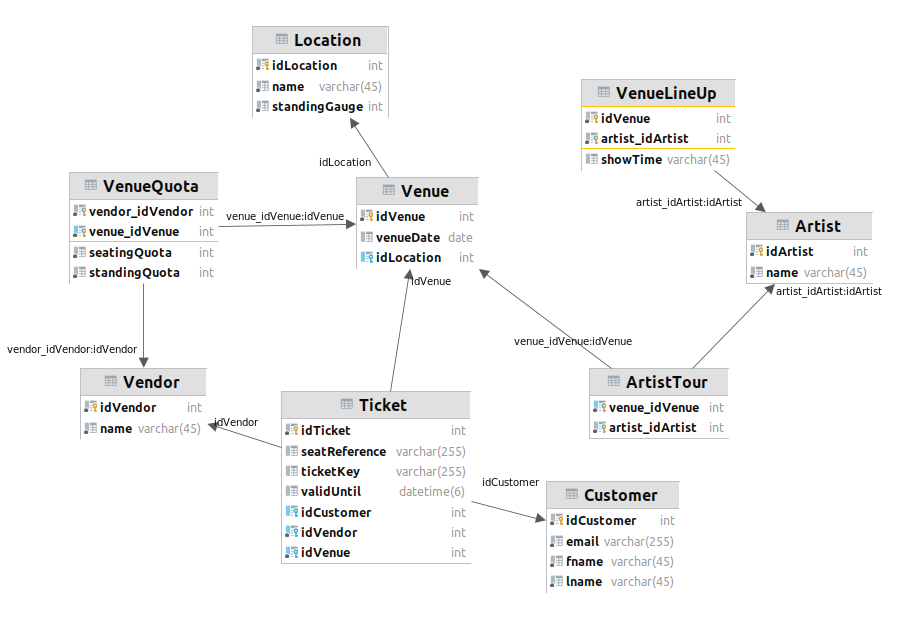 Location
idLocation int
name varchar(45)
standingGauge int
VenueLineUp
idVenue int
artist_idArtist int
showTime varchar(45)
idLocation
VenueQuota
vendor_idVendor int
venue_idVenue int
seatingQuota int
standingQuota int
venue_idVenue:idVenue
Venue
idVenue int
venueDate date
idLocation int
artist_idArtist:idArtist
Artist
idArtist int
name varchar(45)
idVenue
artist_idArtist:idArtist
venue_idVenue:idVenue
vendor_idVendor:idVendor
Vendor
idVendor int
name varchar(45)
idVendor
Ticket
idTicket int
seatReference varchar(255)
ticketKey varchar(255)
validUntil datetime(6)
idCustomer int
idVendor int
idVenue int
ArtistTour
venue_idVenue int
artist_idArtist int
idCustomer
Customer
idCustomer int
email varchar(255)
fname varchar(45)
lname varchar(45)